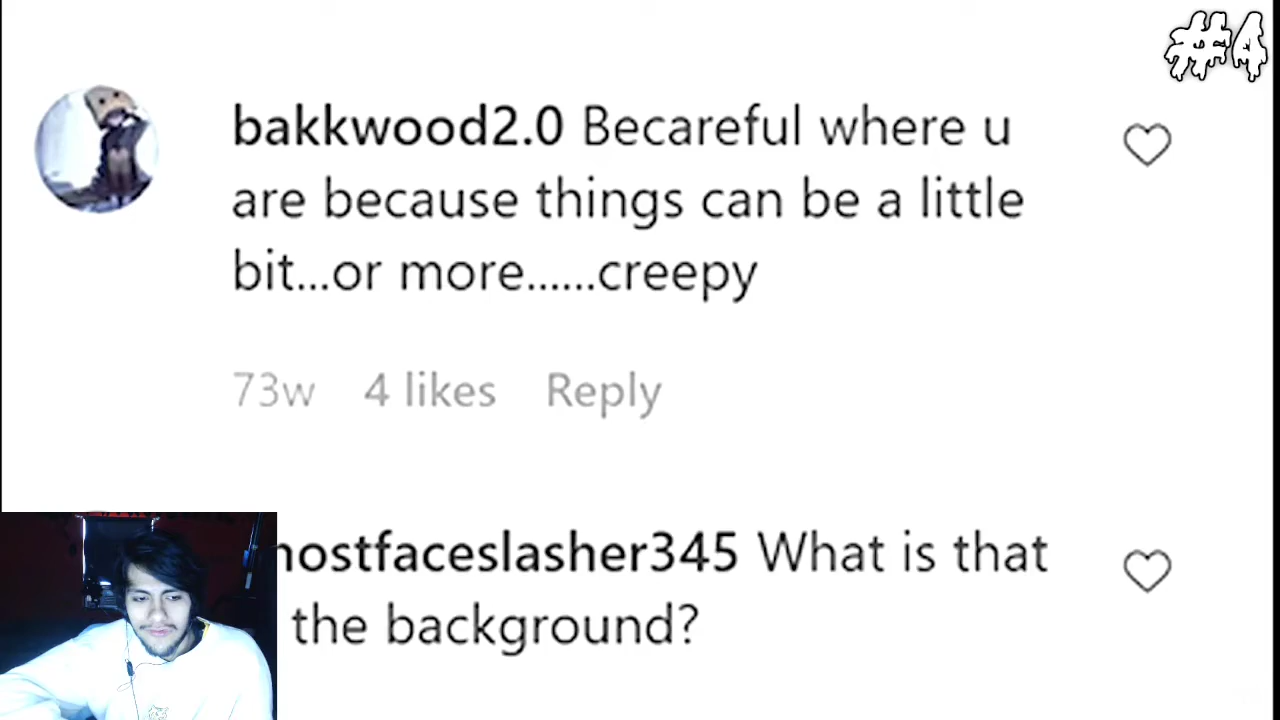 #4
bakkwood2.0 Becareful where u
are because things can be a little
bit...or more......creepy
73w 4 likes Reply
hostfaceslasher345 What is that
the background?